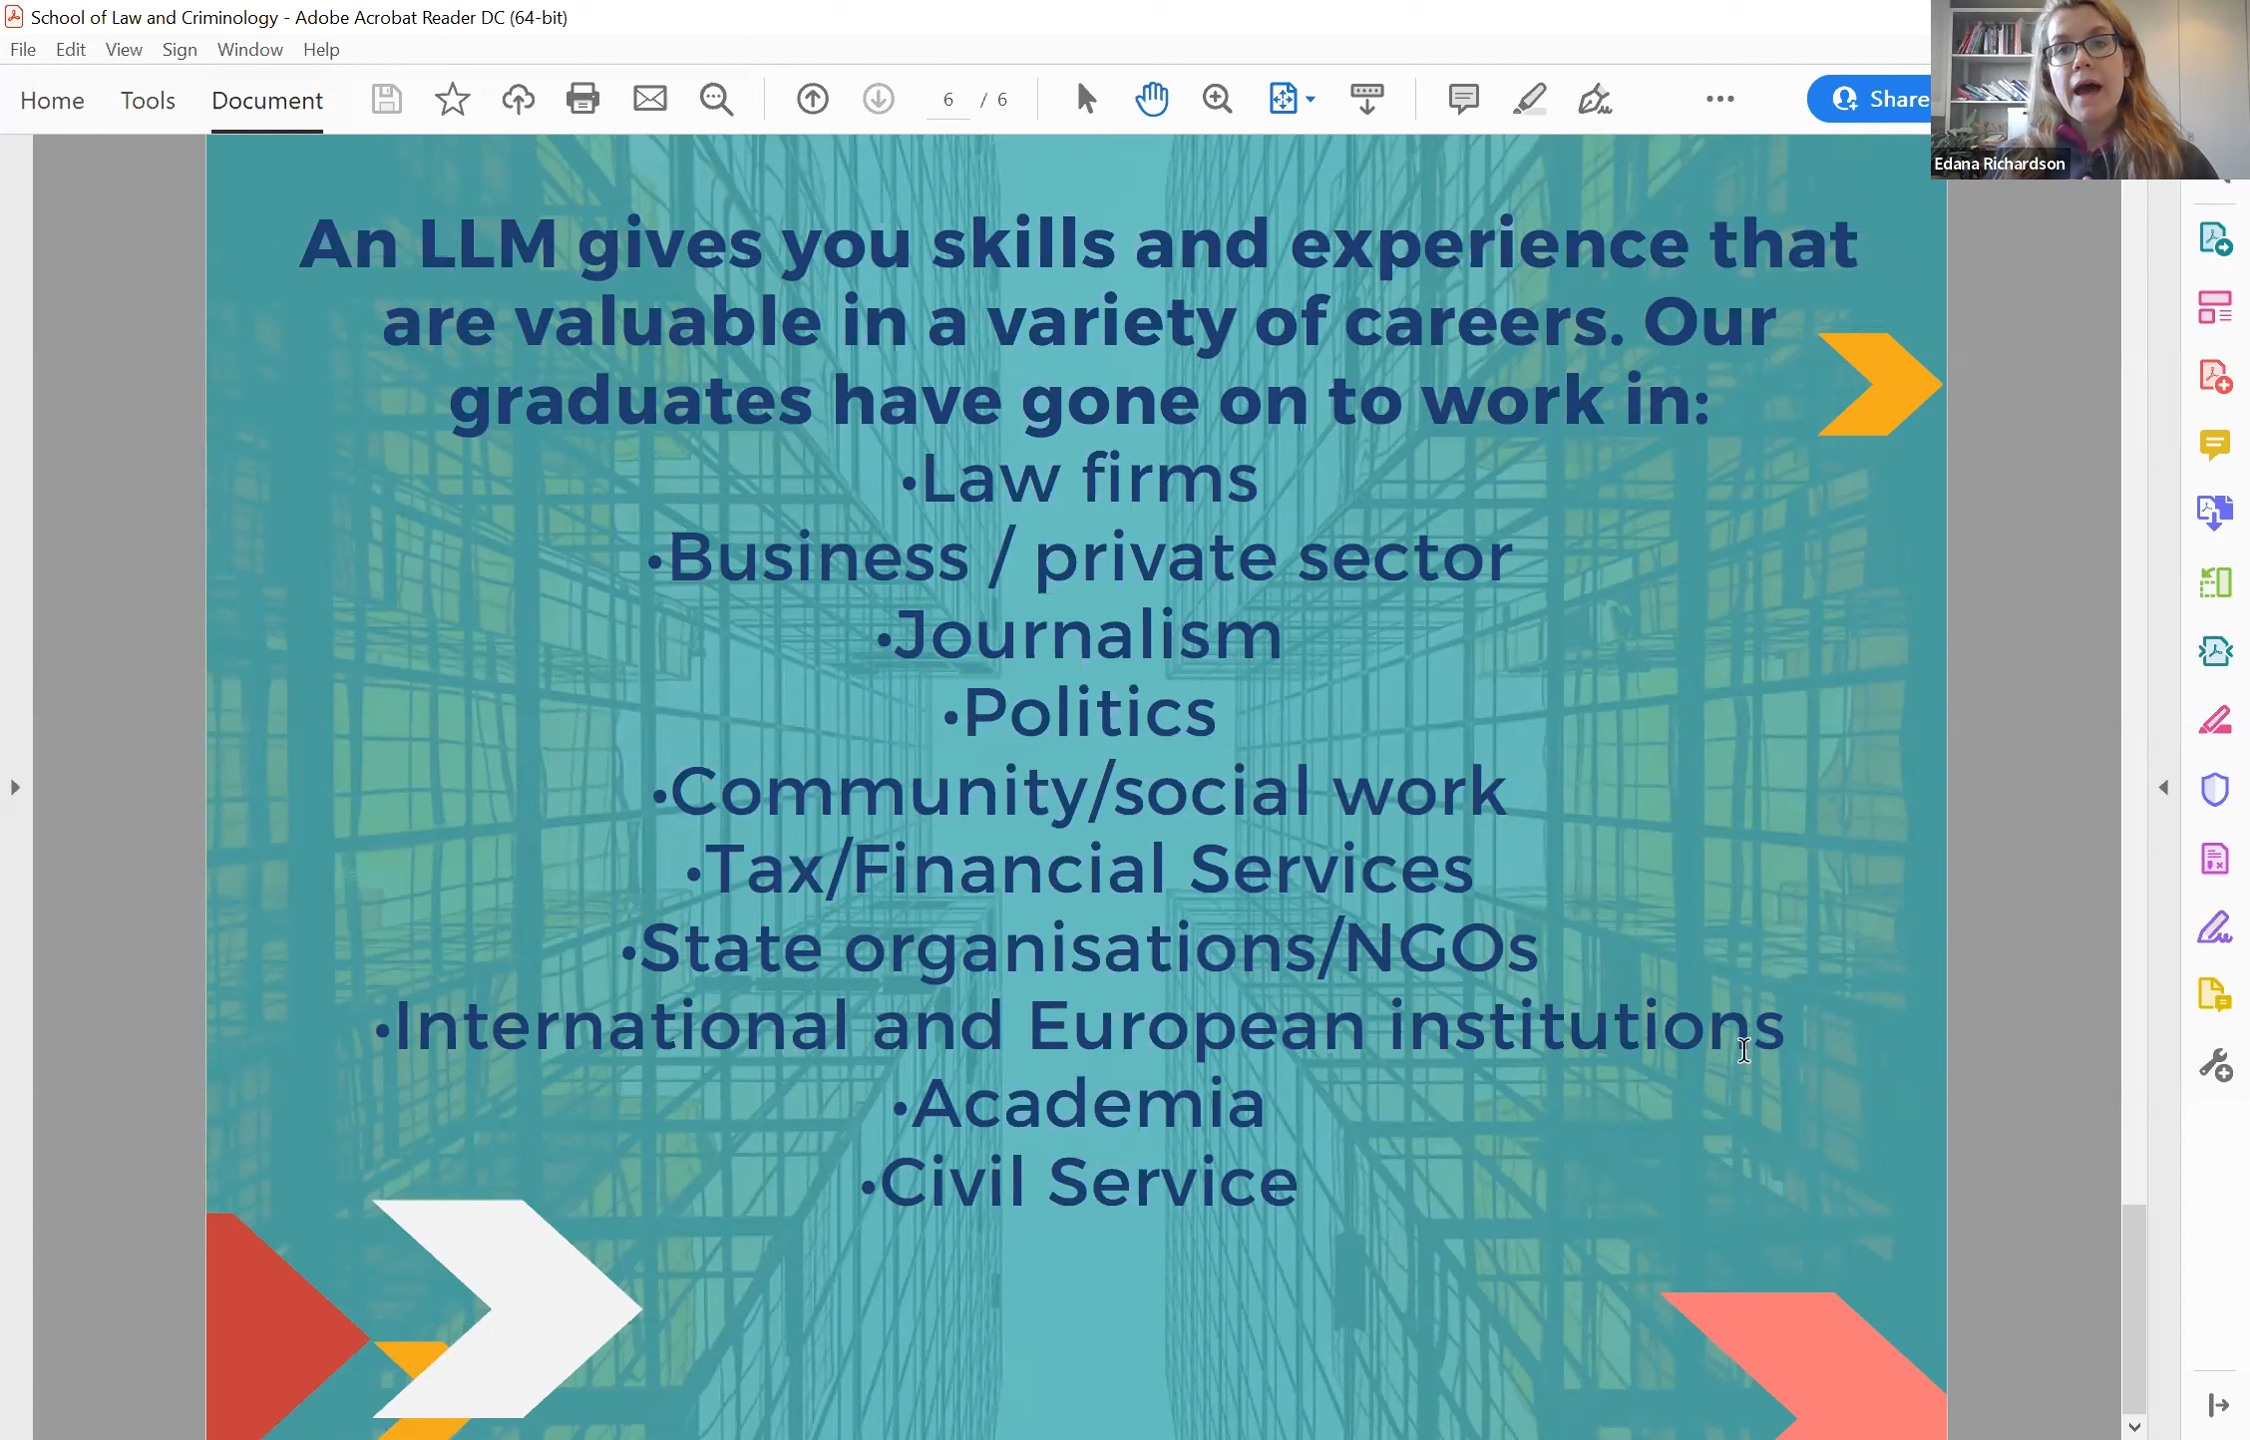 School of Law and Criminology - Adobe Acrobat Reader DC (64-bit)
File Edit View Sign Window Help
Home Tools Document 6 / 6 Share
Edana Richardson
An LLM gives you skills and experience that
are valuable in a variety of careers. Our
graduates have gone on to work in:
•Law firms
•Business / private sector
•Journalism
•Politics
•Community/social work
•Tax/Financial Services
•State organisations/NGOs
•International and European institutions
•Academia
•Civil Service